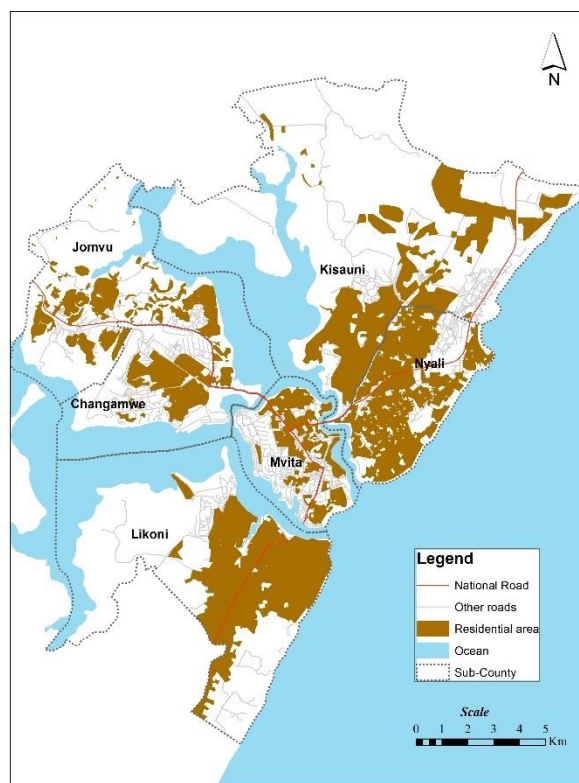 N
Jomvu
Kisauni
Nyali
Changamwe
Mvita
Likoni
Legend
National Road
Other roads
Residential area
Ocean
Sub-County
Scale
0 1 2 3 4 5
Km